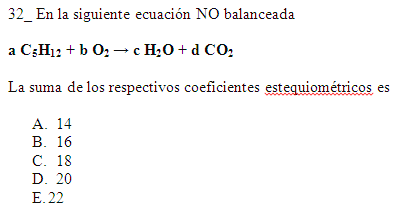 32_ En la siguiente ecuación NO balanceada
a C₅H₁₂ + b O₂ → c H₂O + d CO₂
La suma de los respectivos coeficientes estequiométricos es
A. 14
B. 16
C. 18
D. 20
E. 22